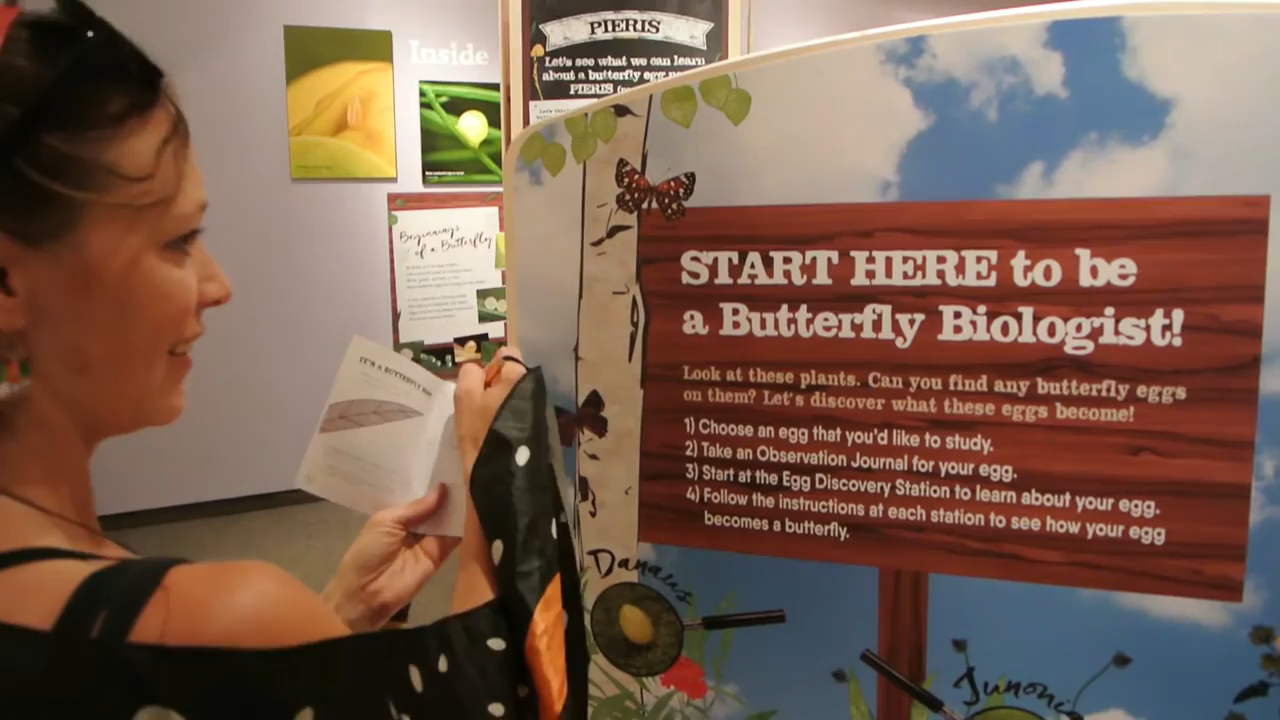 Inside
PIERIS
Let's see what we can learn
about a butterfly egg
PIERIS
Beginnings
of a Butterfly
IT'S A BUTTERFLY
START HERE to be
a Butterfly Biologist!
Look at these plants. Can you find any butterfly eggs
on them? Let's discover what these eggs become!
1) Choose an egg that you'd like to study.
2) Take an Observation Journal for your egg.
3) Start at the Egg Discovery Station to learn about your egg.
4) Follow the instructions at each station to see how your egg
becomes a butterfly.
Danaus
Junonia